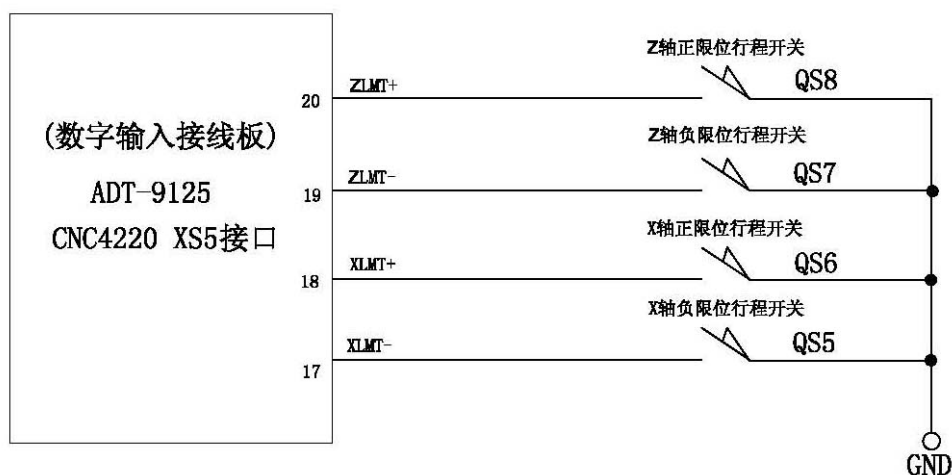 Z轴正限位行程开关
20 ZLMT+ QS8
(数字输入接线板)
Z轴负限位行程开关
ADT-9125
19 ZLMT- QS7
CNC4220 XS5接口
X轴正限位行程开关
18 XLMT+ QS6
X轴负限位行程开关
17 XLMT- QS5
GND